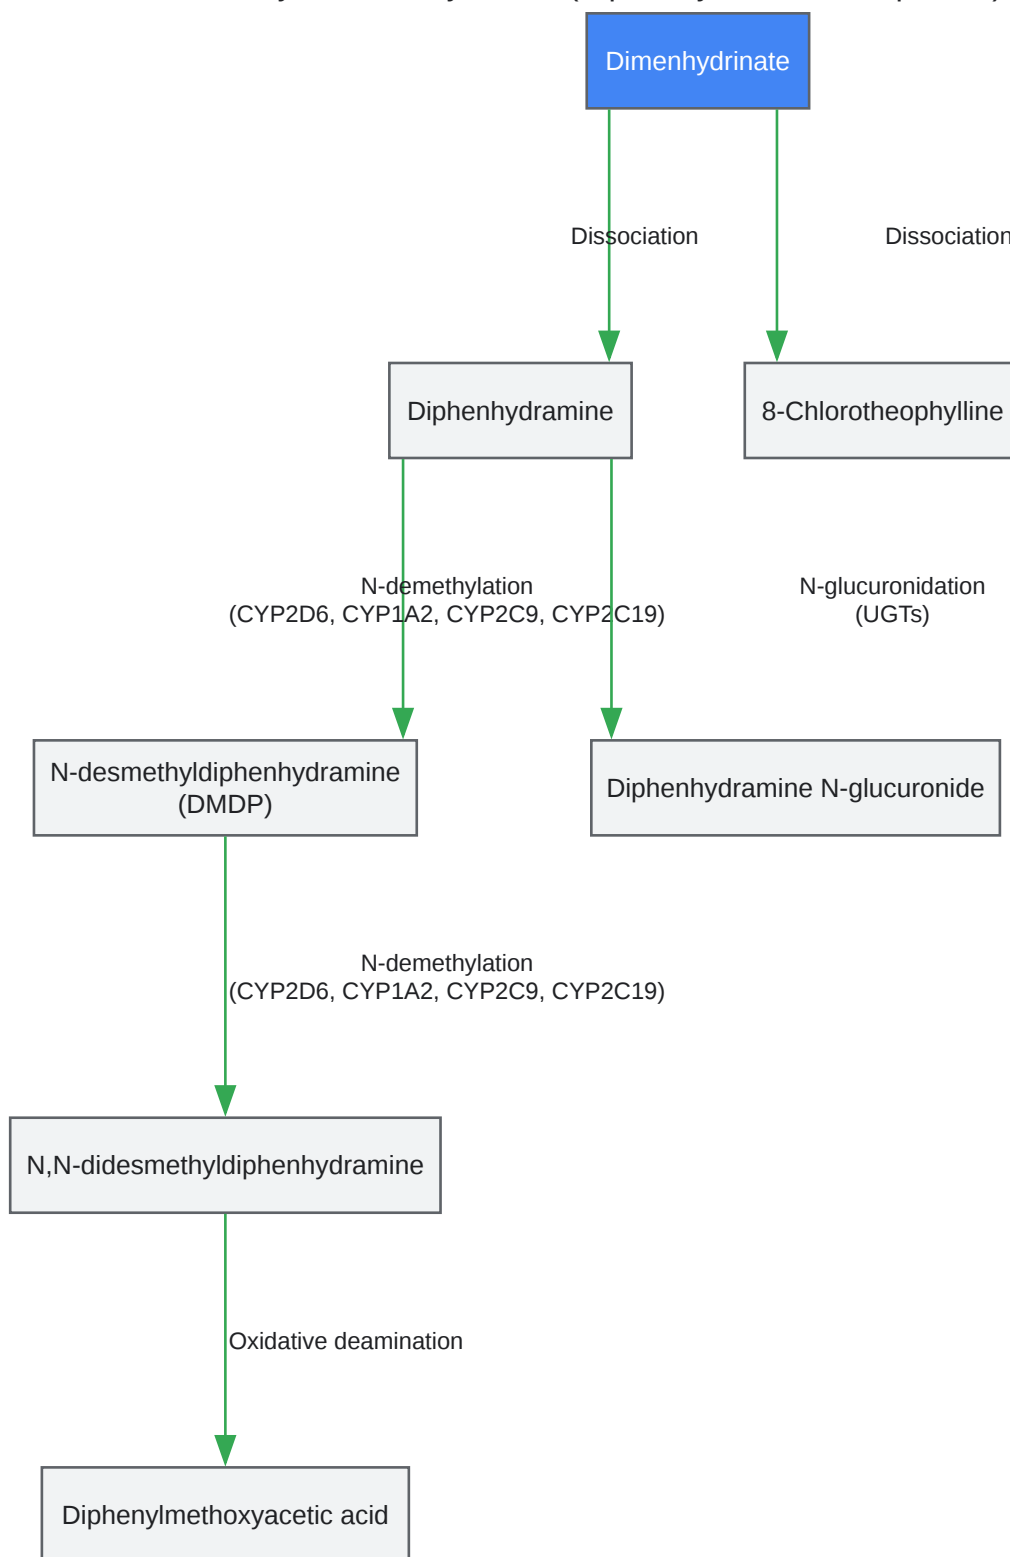 Dimenhydrinate
Dissociation
Dissociation
Diphenhydramine
8-Chlorotheophylline
N-demethylation
(CYP2D6, CYP1A2, CYP2C9, CYP2C19)
N-glucuronidation
(UGTs)
N-desmethyldiphenhydramine
(DMDP)
Diphenhydramine N-glucuronide
N-demethylation
(CYP2D6, CYP1A2, CYP2C9, CYP2C19)
N,N-didesmethyldiphenhydramine
Oxidative deamination
Diphenylmethoxyacetic acid